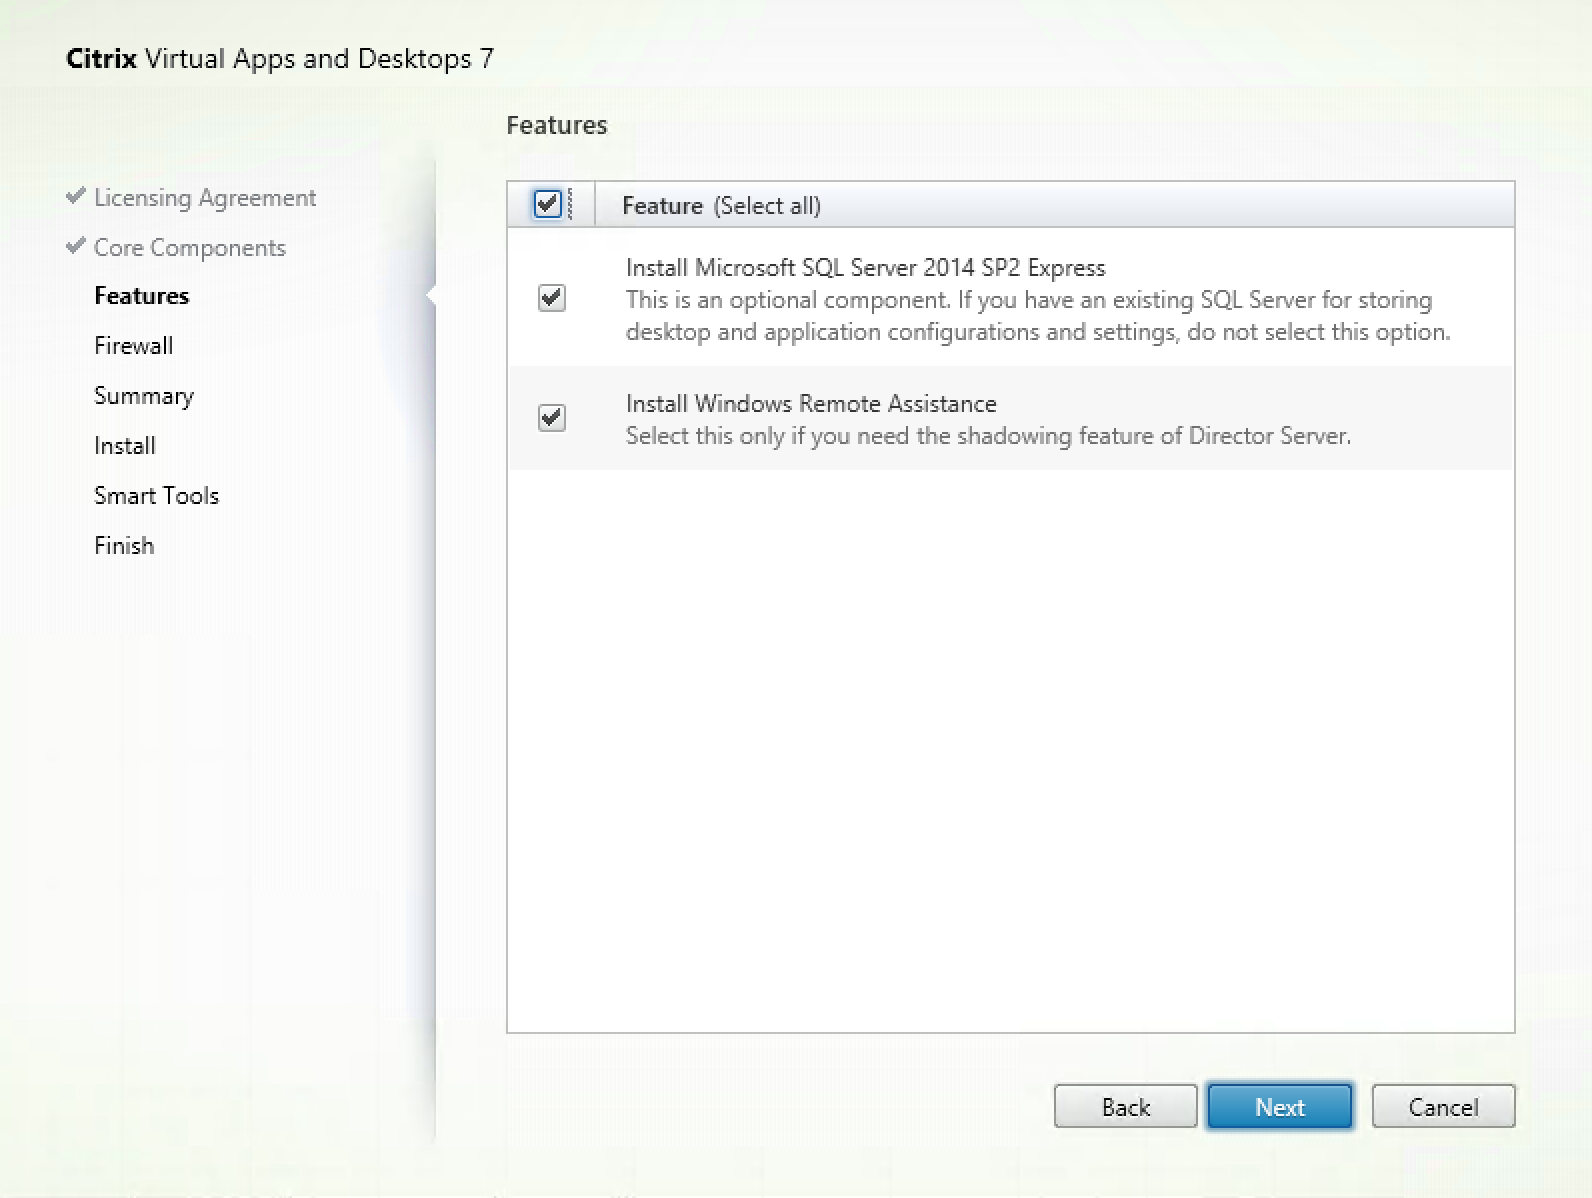 Citrix Virtual Apps and Desktops 7
Features
Licensing Agreement
Core Components
Features
Firewall
Summary
Install
Smart Tools
Finish
Feature (Select all)
Install Microsoft SQL Server 2014 SP2 Express
This is an optional component. If you have an existing SQL Server for storing
desktop and application configurations and settings, do not select this option.
Install Windows Remote Assistance
Select this only if you need the shadowing feature of Director Server.
Back
Next
Cancel